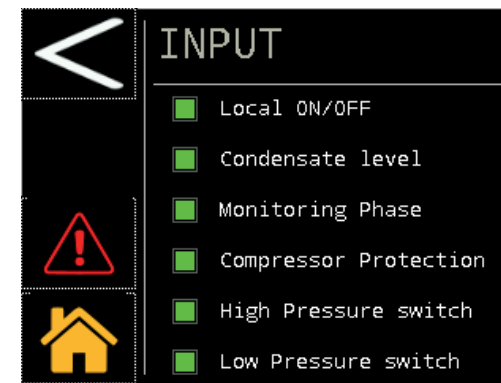 INPUT
Local ON/OFF
Condensate level
Monitoring Phase
Compressor Protection
High Pressure switch
Low Pressure switch